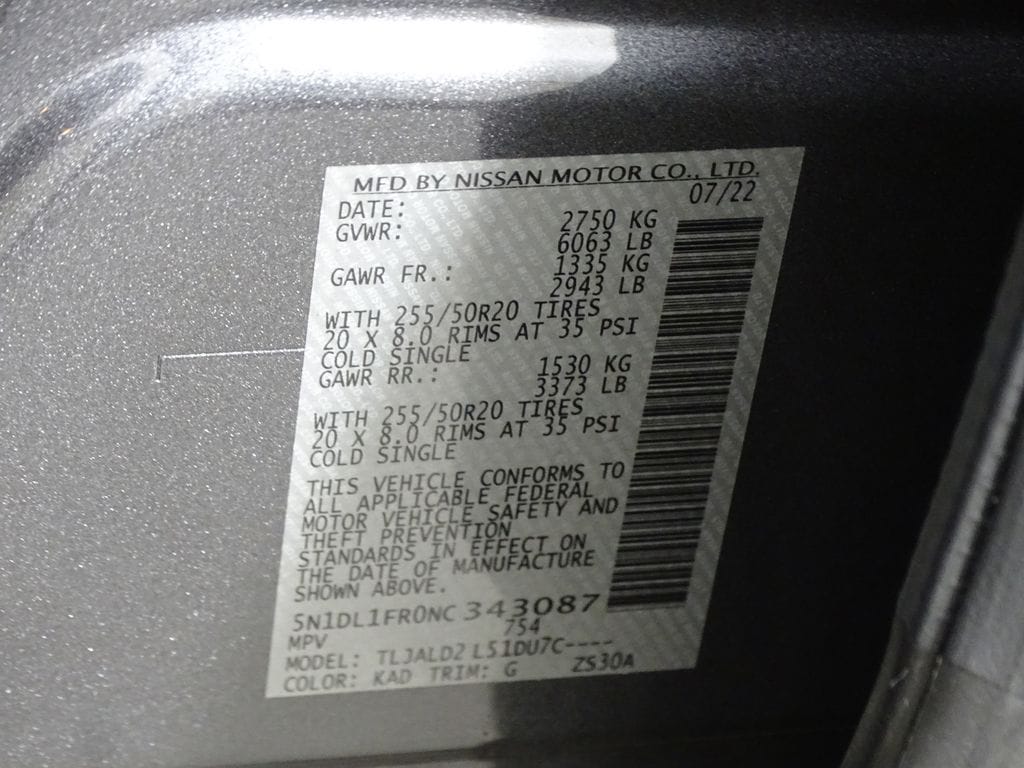 MFD BY NISSAN MOTOR CO., LTD.
DATE: 07/22
GVWR: 2750 KG
6063 LB
GAWR FR.: 1335 KG
2943 LB
WITH 255/50R20 TIRES
20 X 8.0 RIMS AT 35 PSI
COLD SINGLE
GAWR RR.: 1530 KG
3373 LB
WITH 255/50R20 TIRES
20 X 8.0 RIMS AT 35 PSI
COLD SINGLE
THIS VEHICLE CONFORMS TO
ALL APPLICABLE FEDERAL
MOTOR VEHICLE SAFETY AND
THEFT PREVENTION
STANDARDS IN EFFECT ON
THE DATE OF MANUFACTURE
SHOWN ABOVE.
5N1DL1FR0NC343087
MPV 754
MODEL: TLJALD2 L51DU7C----
COLOR: KAD TRIM: G ZS30A